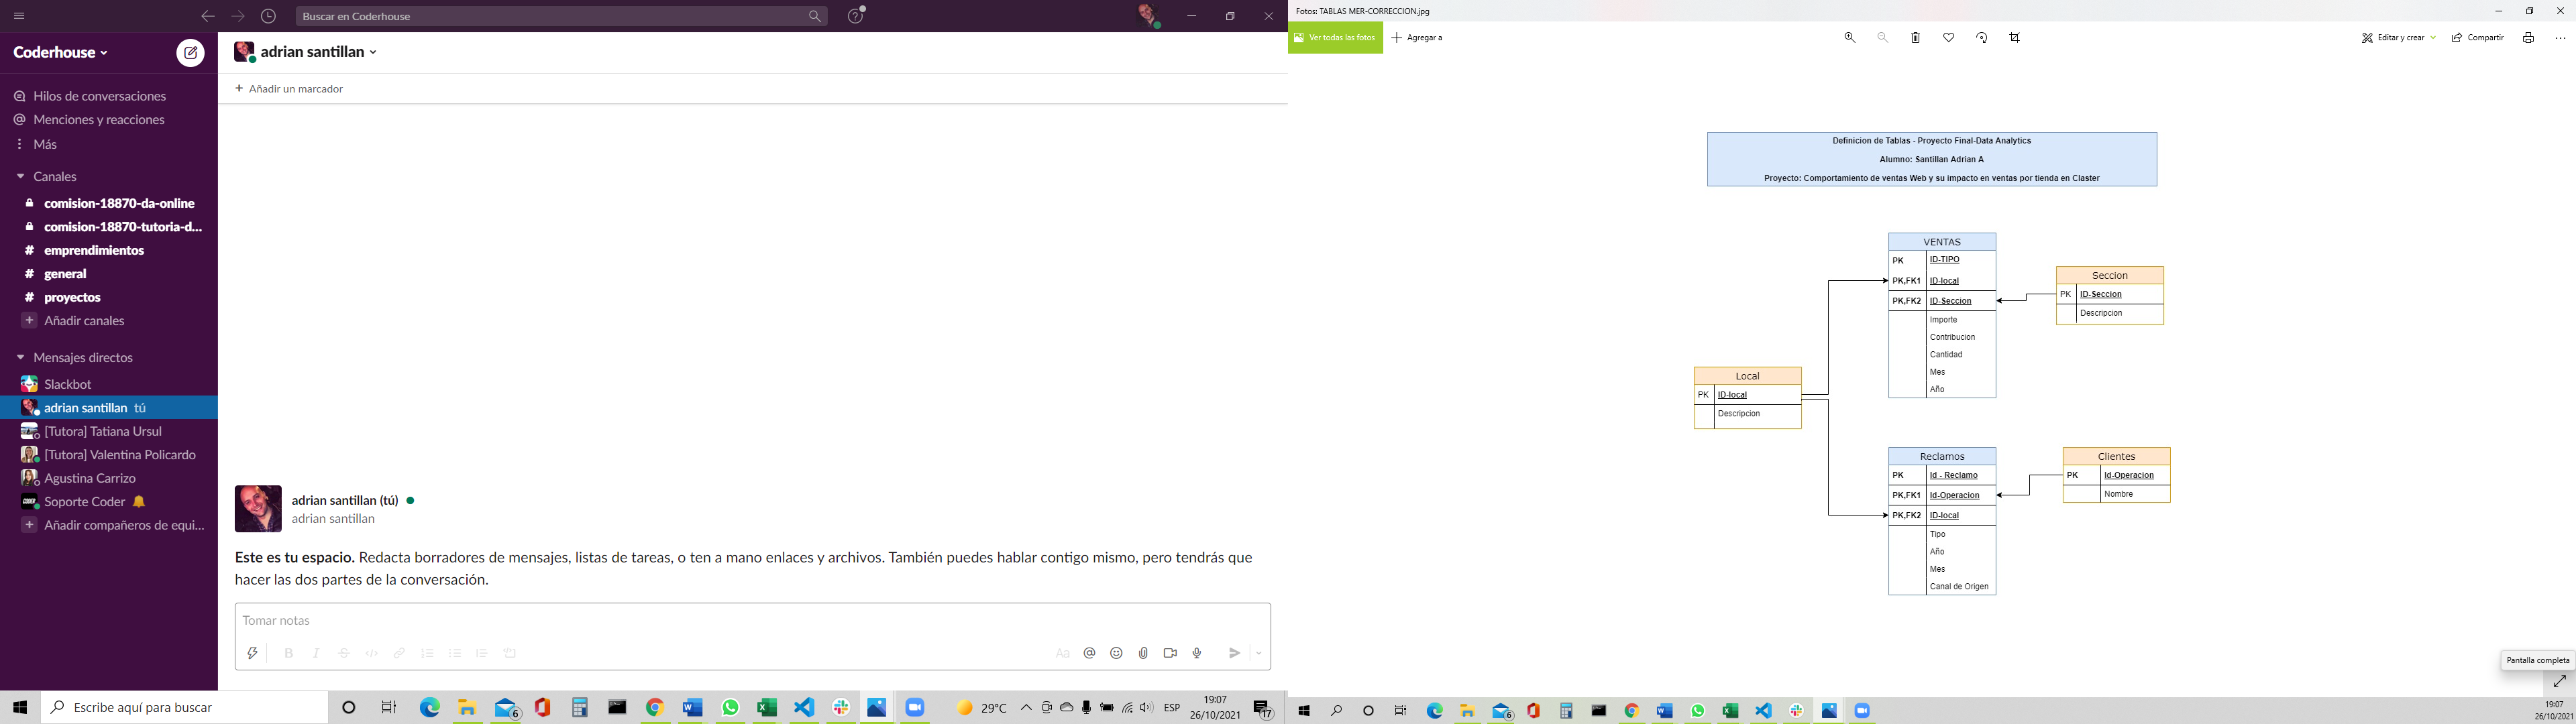 Buscar en Coderhouse
Coderhouse
Hilos de conversaciones
Menciones y reacciones
Más
Canales
comision-18870-da-online
comision-18870-tutoria-d...
# emprendimientos
# general
# proyectos
+ Añadir canales
Mensajes directos
Slackbot
adrian santillan tú
[Tutora] Tatiana Ursul
[Tutora] Valentina Policardo
Agustina Carrizo
Soporte Coder
+ Añadir compañeros de equi...
adrian santillan
+ Añadir un marcador
adrian santillan (tú)
adrian santillan
Este es tu espacio. Redacta borradores de mensajes, listas de tareas, o ten a mano enlaces y archivos. También puedes hablar contigo mismo, pero tendrás que
hacer las dos partes de la conversación.
Tomar notas
Aa
Escribe aquí para buscar
6
29°C
ESP
19:07
26/10/2021
17
Fotos: TABLAS MER-CORRECCION.jpg
Ver todas las fotos
Agregar a
Editar y crear
Compartir
Definicion de Tablas - Proyecto Final-Data Analytics
Alumno: Santillan Adrian A
Proyecto: Comportamiento de ventas Web y su impacto en ventas por tienda en Claster
VENTAS
PK ID-TIPO
PK,FK1 ID-local
PK,FK2 ID-Seccion
Importe
Contribucion
Cantidad
Mes
Año
Seccion
PK ID-Seccion
Descripcion
Local
PK ID-local
Descripcion
Reclamos
PK Id - Reclamo
PK,FK1 Id-Operacion
PK,FK2 ID-local
Tipo
Año
Mes
Canal de Origen
Clientes
PK Id-Operacion
Nombre
Pantalla completa
6
19:07
26/10/2021